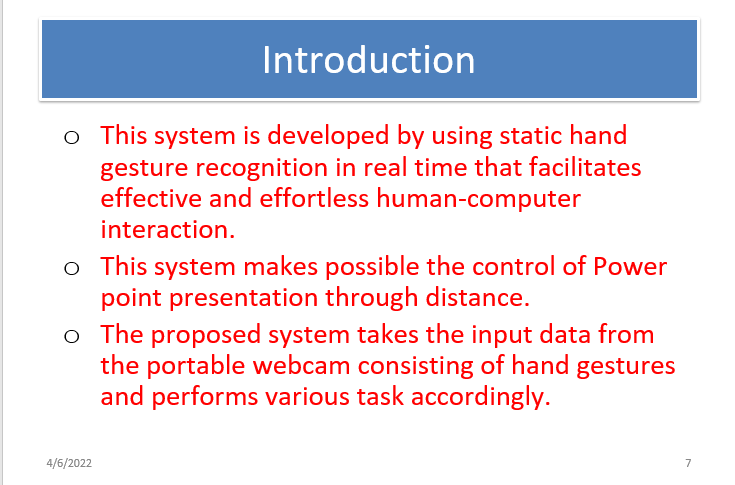 Introduction
○ This system is developed by using static hand
gesture recognition in real time that facilitates
effective and effortless human-computer
interaction.
○ This system makes possible the control of Power
point presentation through distance.
○ The proposed system takes the input data from
the portable webcam consisting of hand gestures
and performs various task accordingly.
4/6/2022
7